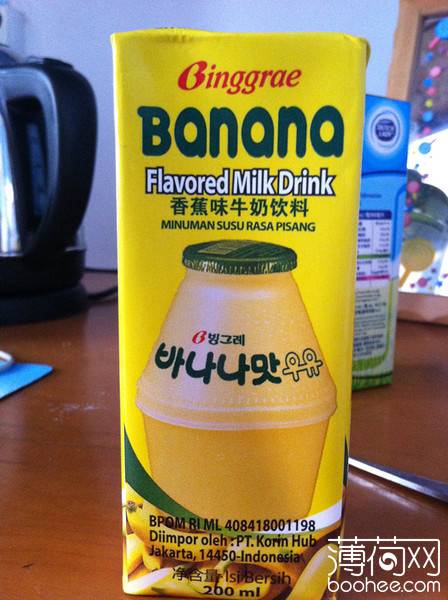 Binggrae
Banana
Flavored Milk Drink
香蕉味牛奶饮料
MINUMAN SUSU RASA PISANG
빙그레
바나나맛 우유
BPOM RI ML 408418001198
Diimpor oleh : PT. Korin Hub
Jakarta, 14450-Indonesia
净含量 Isi Bersih
200 ml
DUTCH LADY
薄荷网
boohee.com